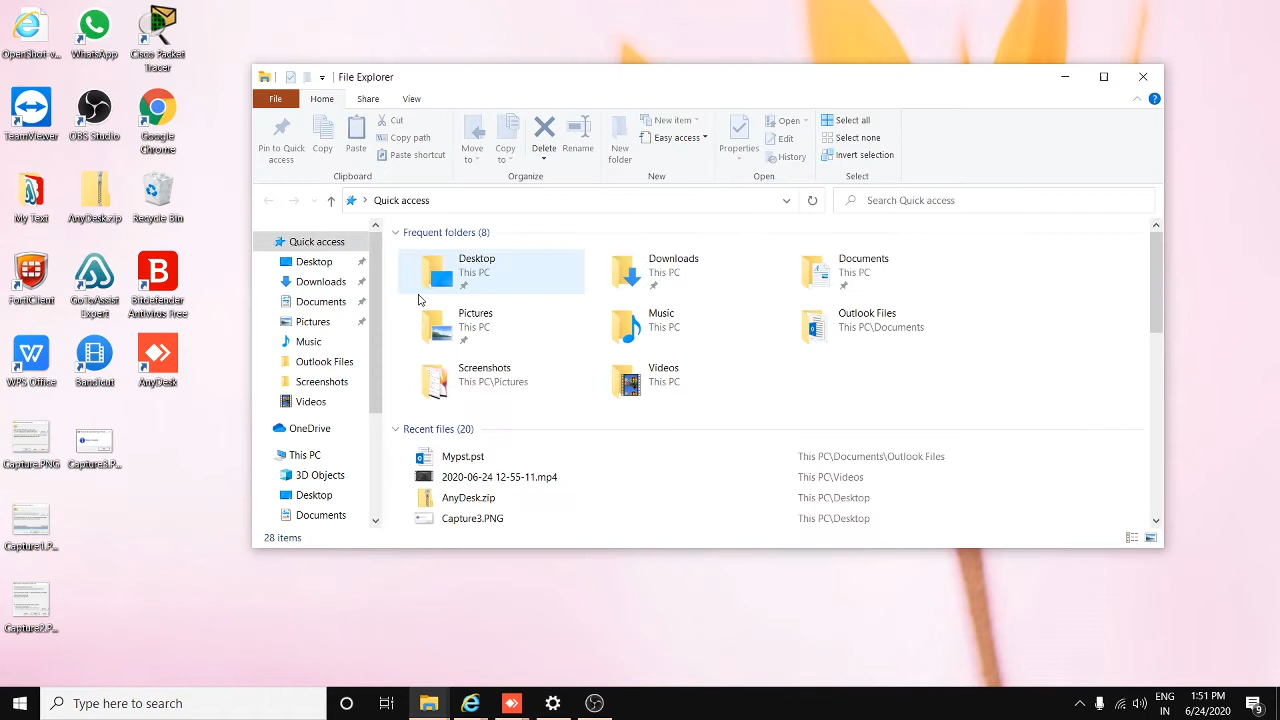 OpenShot-v...
WhatsApp
Cisco Packet
Tracer
TeamViewer
OBS Studio
Google
Chrome
My Text
AnyDesk.zip
Recycle Bin
FortiClient
GoToAssist
Expert
Bitdefender
Antivirus Free
WPS Office
Bandicut
AnyDesk
Capture.PNG
Capture3.P...
Capture1.P...
Capture2.P...
File Explorer
File
Home
Share
View
Pin to Quick
access
Copy
Paste
Cut
Copy path
Paste shortcut
Clipboard
Move
to
Copy
to
Delete
Rename
Organize
New
folder
New item
Easy access
New
Properties
Open
Edit
History
Open
Select all
Select none
Invert selection
Select
Quick access
Search Quick access
Quick access
Desktop
Downloads
Documents
Pictures
Music
Outlook Files
Screenshots
Videos
OneDrive
This PC
3D Objects
Desktop
Documents
Frequent folders (8)
Desktop
This PC
Downloads
This PC
Documents
This PC
Pictures
This PC
Music
This PC
Outlook Files
This PC\Documents
Screenshots
This PC\Pictures
Videos
This PC
Recent files (20)
Mypst.pst This PC\Documents\Outlook Files
2020-06-24 12-55-11.mp4 This PC\Videos
AnyDesk.zip This PC\Desktop
Capture3.PNG This PC\Desktop
28 items
Type here to search
ENG
IN
1:51 PM
6/24/2020
9